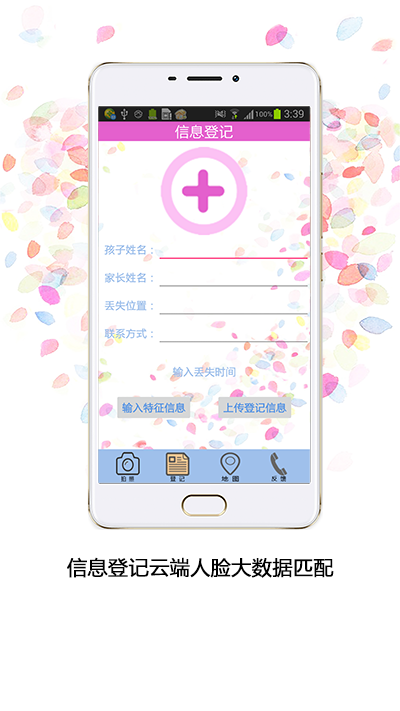 100% 3:39
信息登记
孩子姓名：
家长姓名：
丢失位置：
联系方式：
输入丢失时间
输入特征信息 上传登记信息
拍照 登记 地图 反馈
信息登记云端人脸大数据匹配